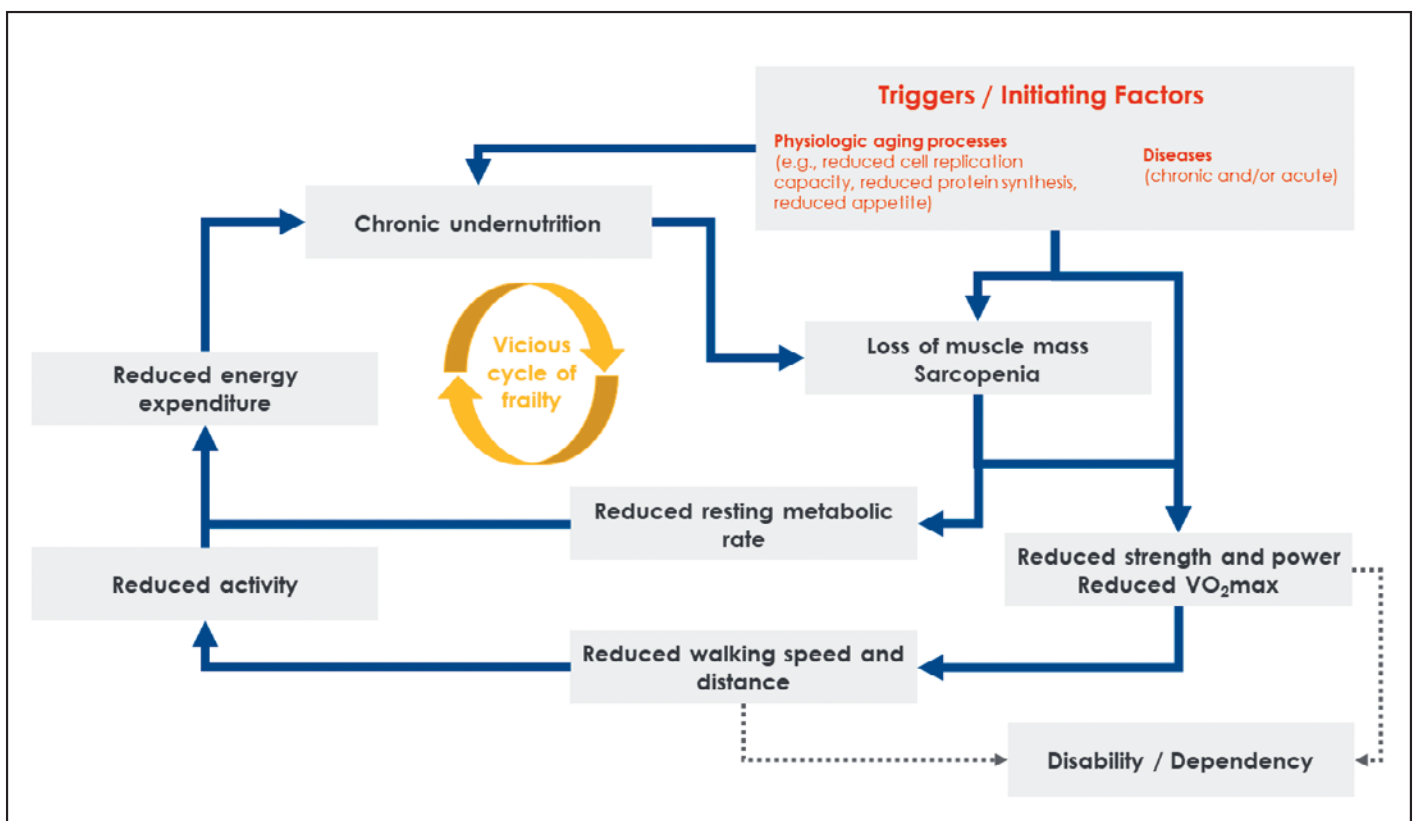 Triggers / Initiating Factors
Physiologic aging processes
(e.g., reduced cell replication
capacity, reduced protein synthesis,
reduced appetite)
Diseases
(chronic and/or acute)
Chronic undernutrition
Vicious
cycle of
frailty
Loss of muscle mass
Sarcopenia
Reduced energy
expenditure
Reduced resting metabolic
rate
Reduced strength and power
Reduced VO₂max
Reduced activity
Reduced walking speed and
distance
Disability / Dependency